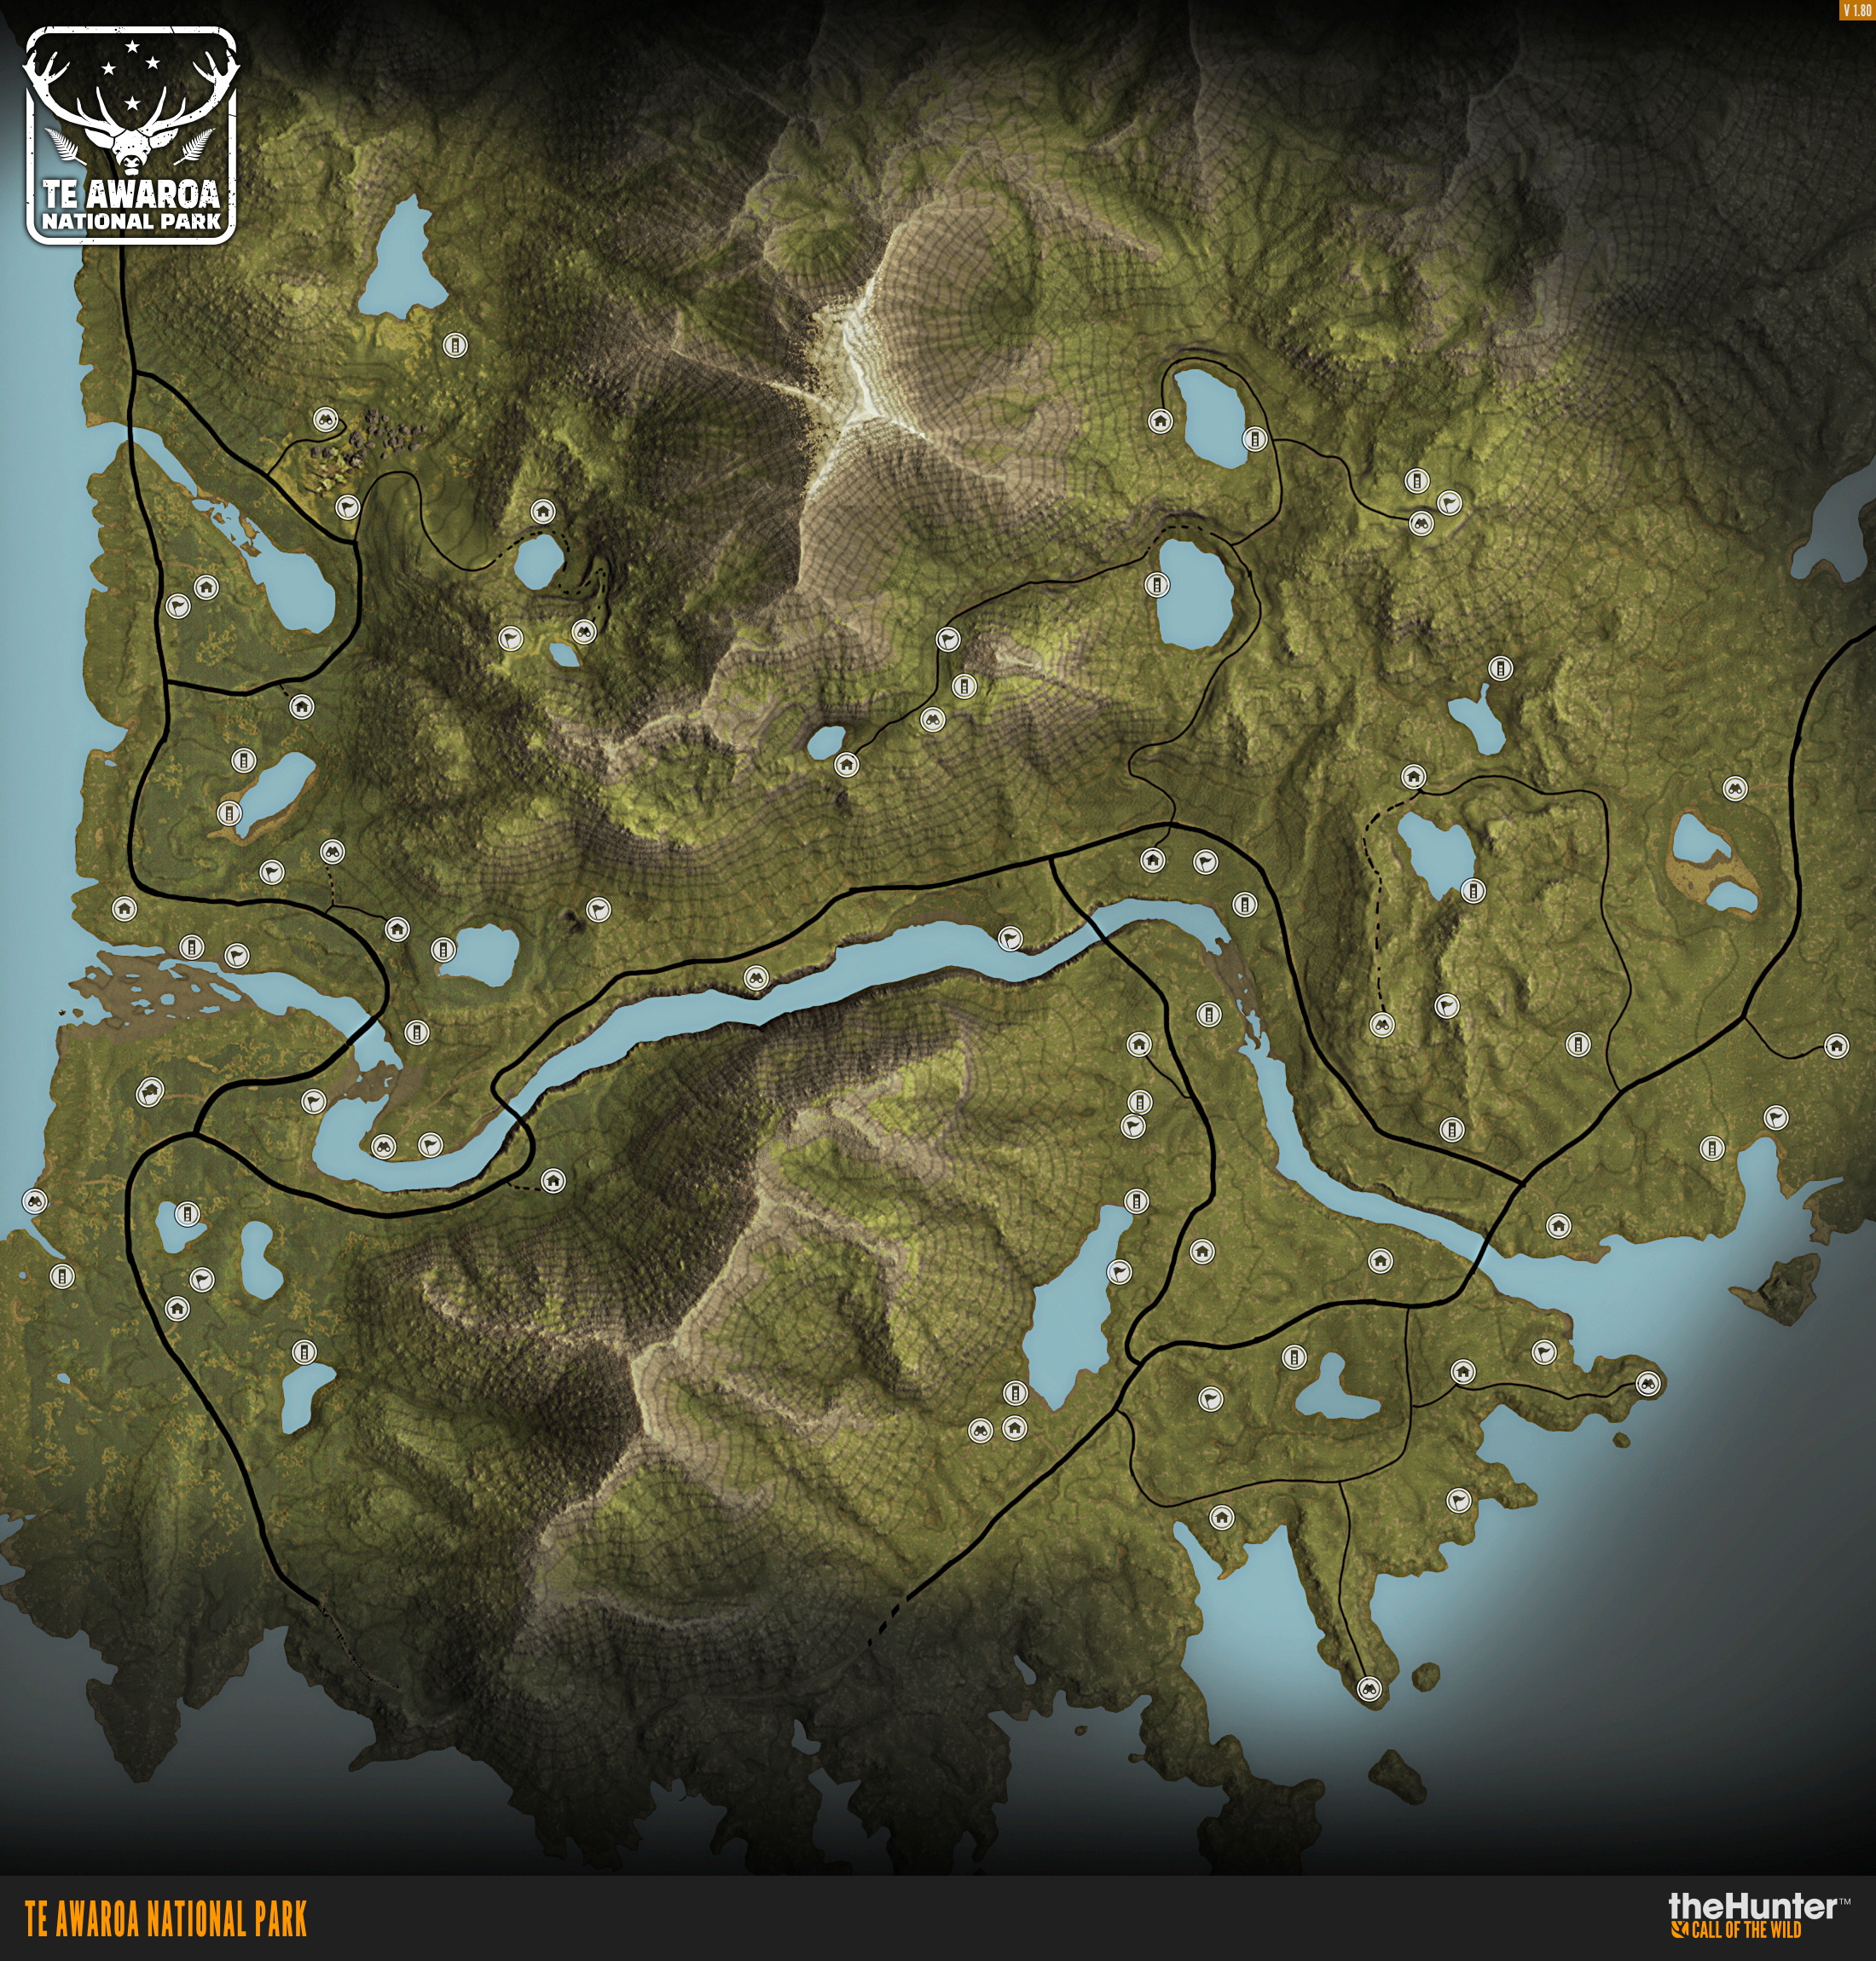 V 1.80
TE AWAROA
NATIONAL PARK
TE AWAROA NATIONAL PARK
theHunter™
CALL OF THE WILD